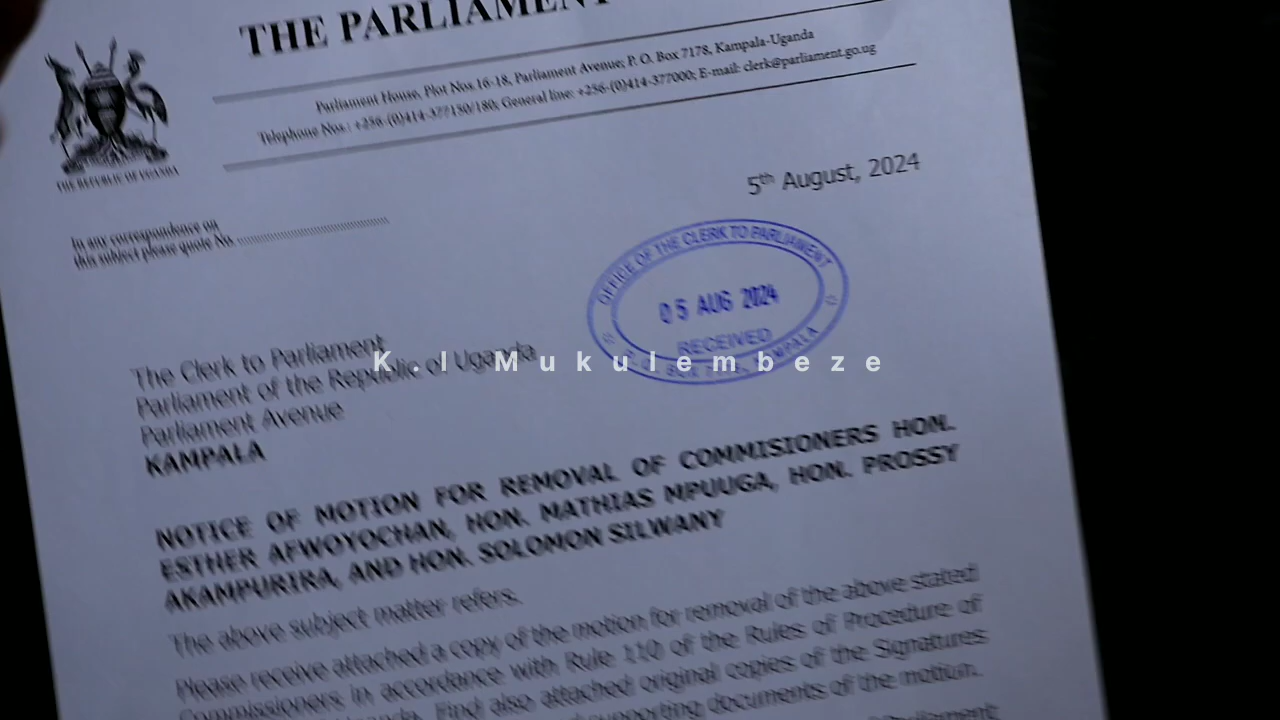 THE PARLIAMENT
Parliament House, Plot Nos.16-18, Parliament Avenue; P. O. Box 7178, Kampala-Uganda
Telephone Nos.: +256-(0)414-377150/180; General line: +256-(0)414-377000; E-mail: clerk@parliament.go.ug
THE REPUBLIC OF UGANDA
5th August, 2024
In any correspondence on
this subject please quote No.
OFFICE OF THE CLERK TO PARLIAMENT
05 AUG 2024
RECEIVED
The Clerk to Parliament
Parliament of the Republic of Uganda
K.I Mukulembeze
Parliament Avenue
KAMPALA
NOTICE OF MOTION FOR REMOVAL OF COMMISIONERS HON.
ESTHER AFWOYOCHAN, HON. MATHIAS MPUUGA, HON. PROSSY
AKAMPURIRA, AND HON. SOLOMON SILWANY
The above subject matter refers.
Please receive attached a copy of the motion for removal of the above stated
Commissioners in accordance with Rule 110 of the Rules of Procedure of
Find also attached original copies of the Signatures
supporting documents of the motion.
Parliament